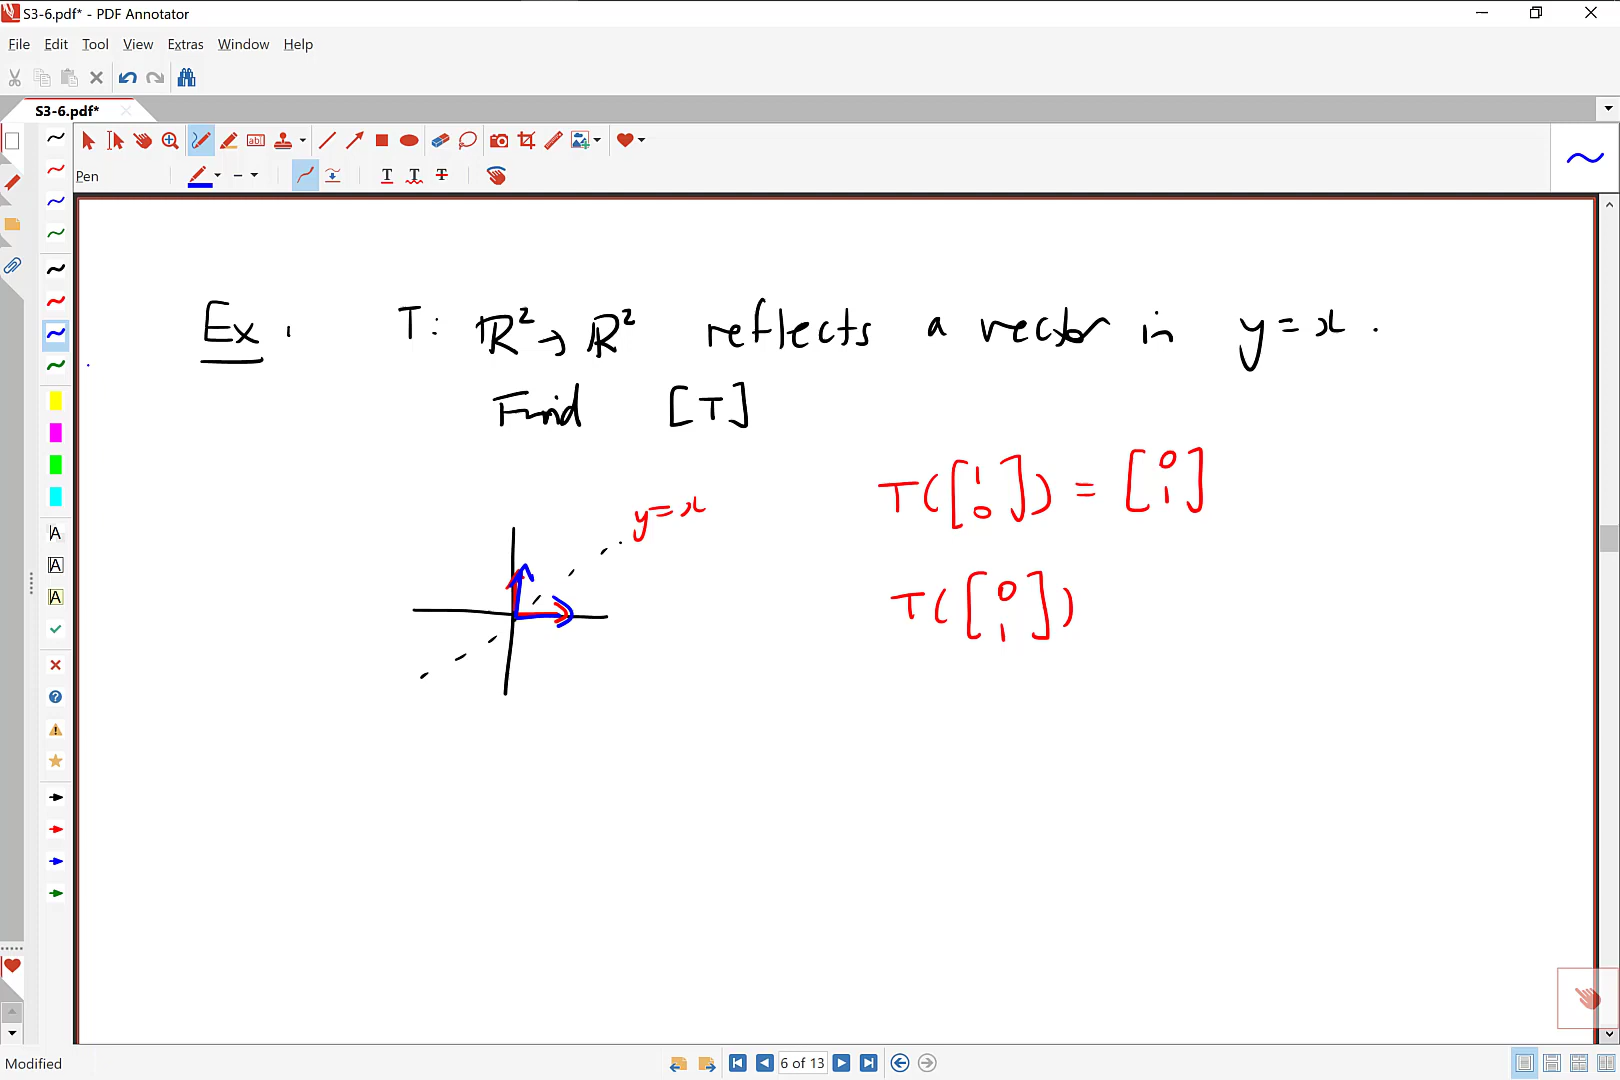 S3-6.pdf* - PDF Annotator
File Edit Tool View Extras Window Help
S3-6.pdf*
Pen
Ex. T: ℝ² → ℝ² reflects a vector in y = x.
Find [T]
T([1 0]) = [0 1]
y = x
T([0 1])
Modified
6 of 13